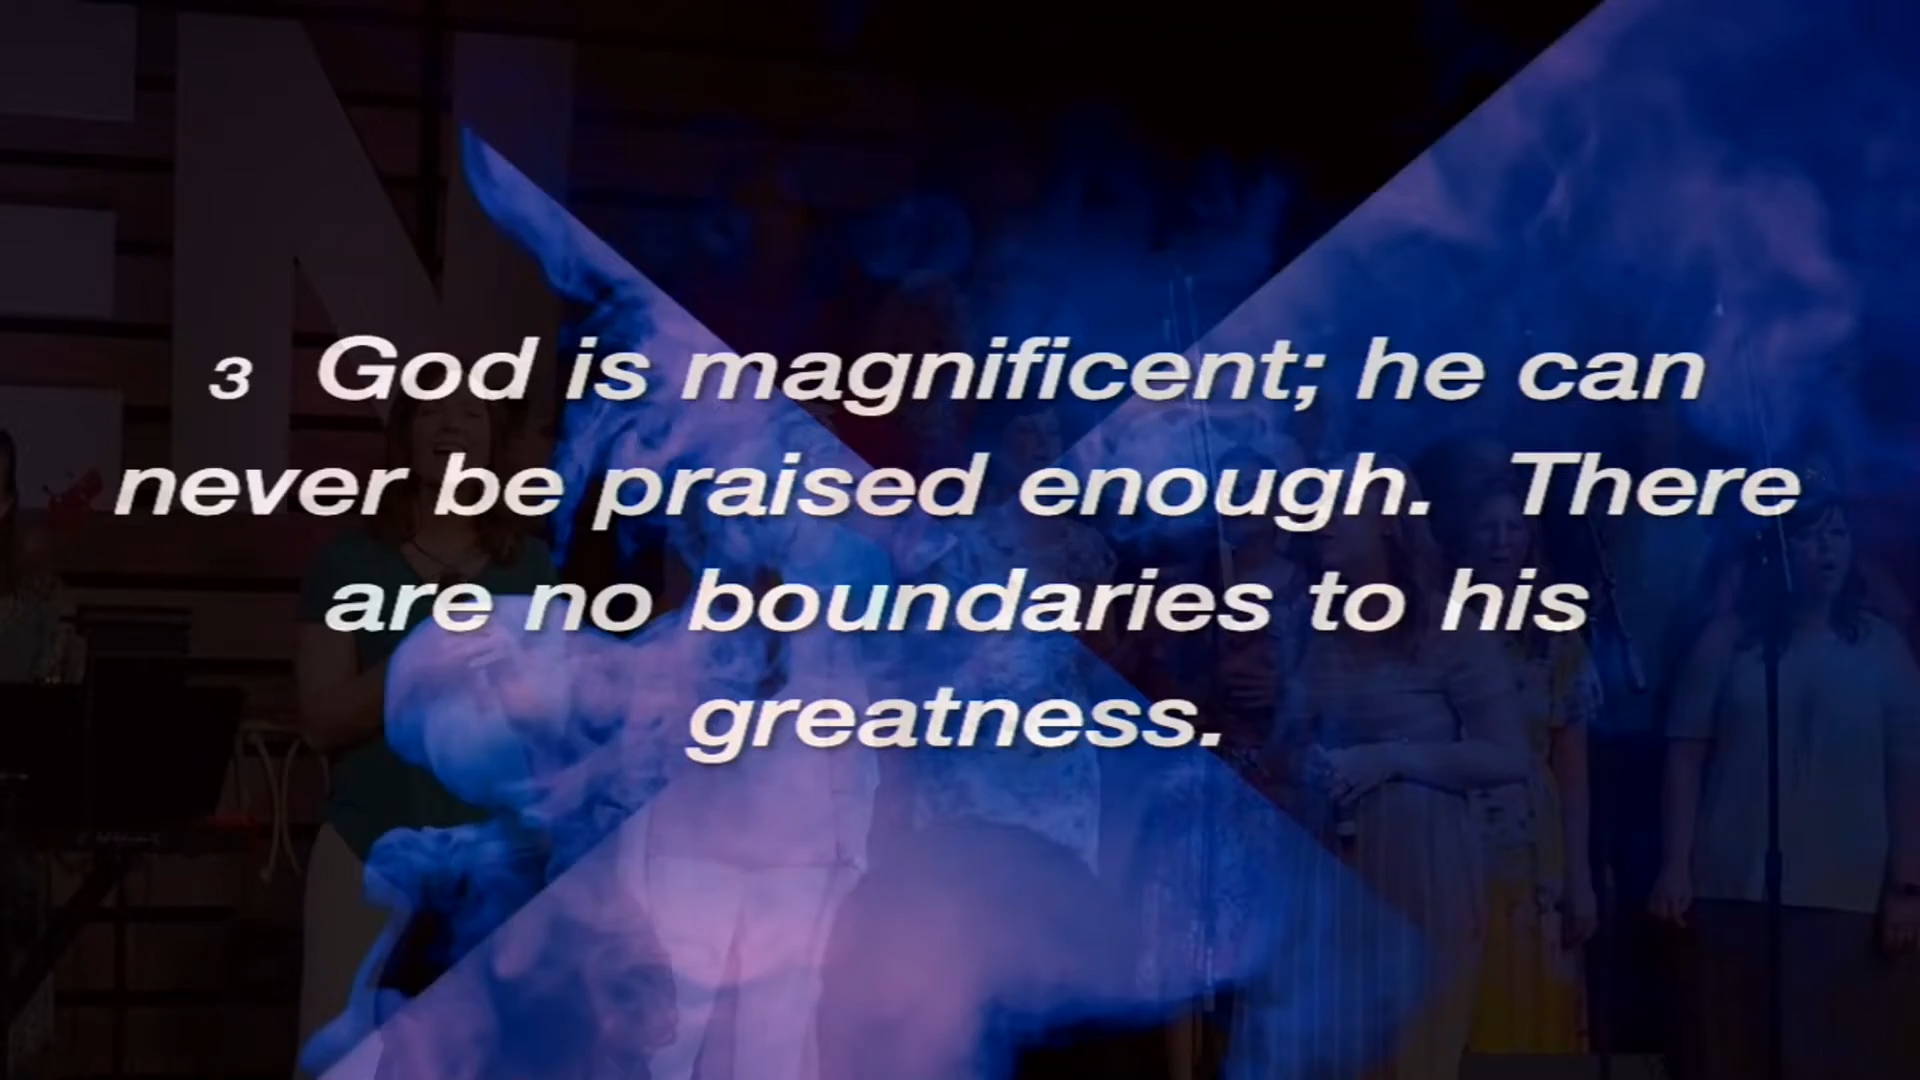 3 God is magnificent; he can
never be praised enough. There
are no boundaries to his
greatness.